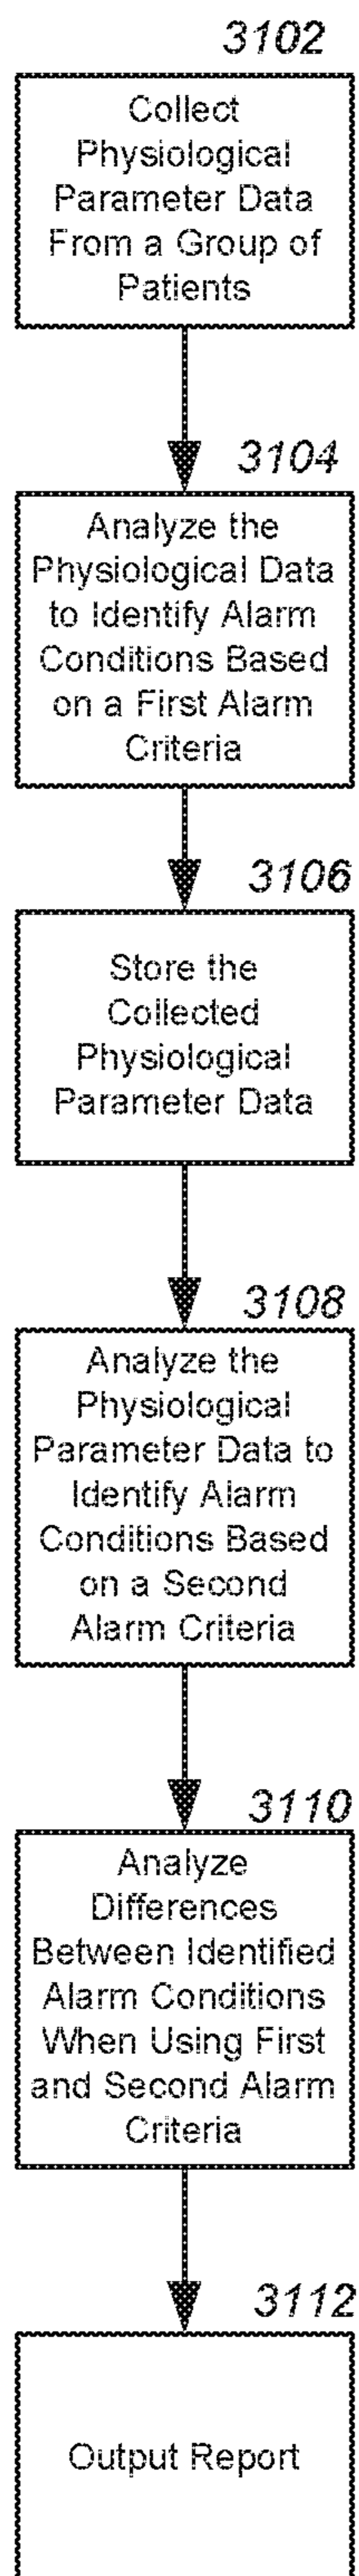 3102
Collect
Physiological
Parameter Data
From a Group of
Patients
3104
Analyze the
Physiological Data
to Identify Alarm
Conditions Based
on a First Alarm
Criteria
3106
Store the
Collected
Physiological
Parameter Data
3108
Analyze the
Physiological
Parameter Data to
Identify Alarm
Conditions Based
on a Second
Alarm Criteria
3110
Analyze
Differences
Between Identified
Alarm Conditions
When Using First
and Second Alarm
Criteria
3112
Output Report